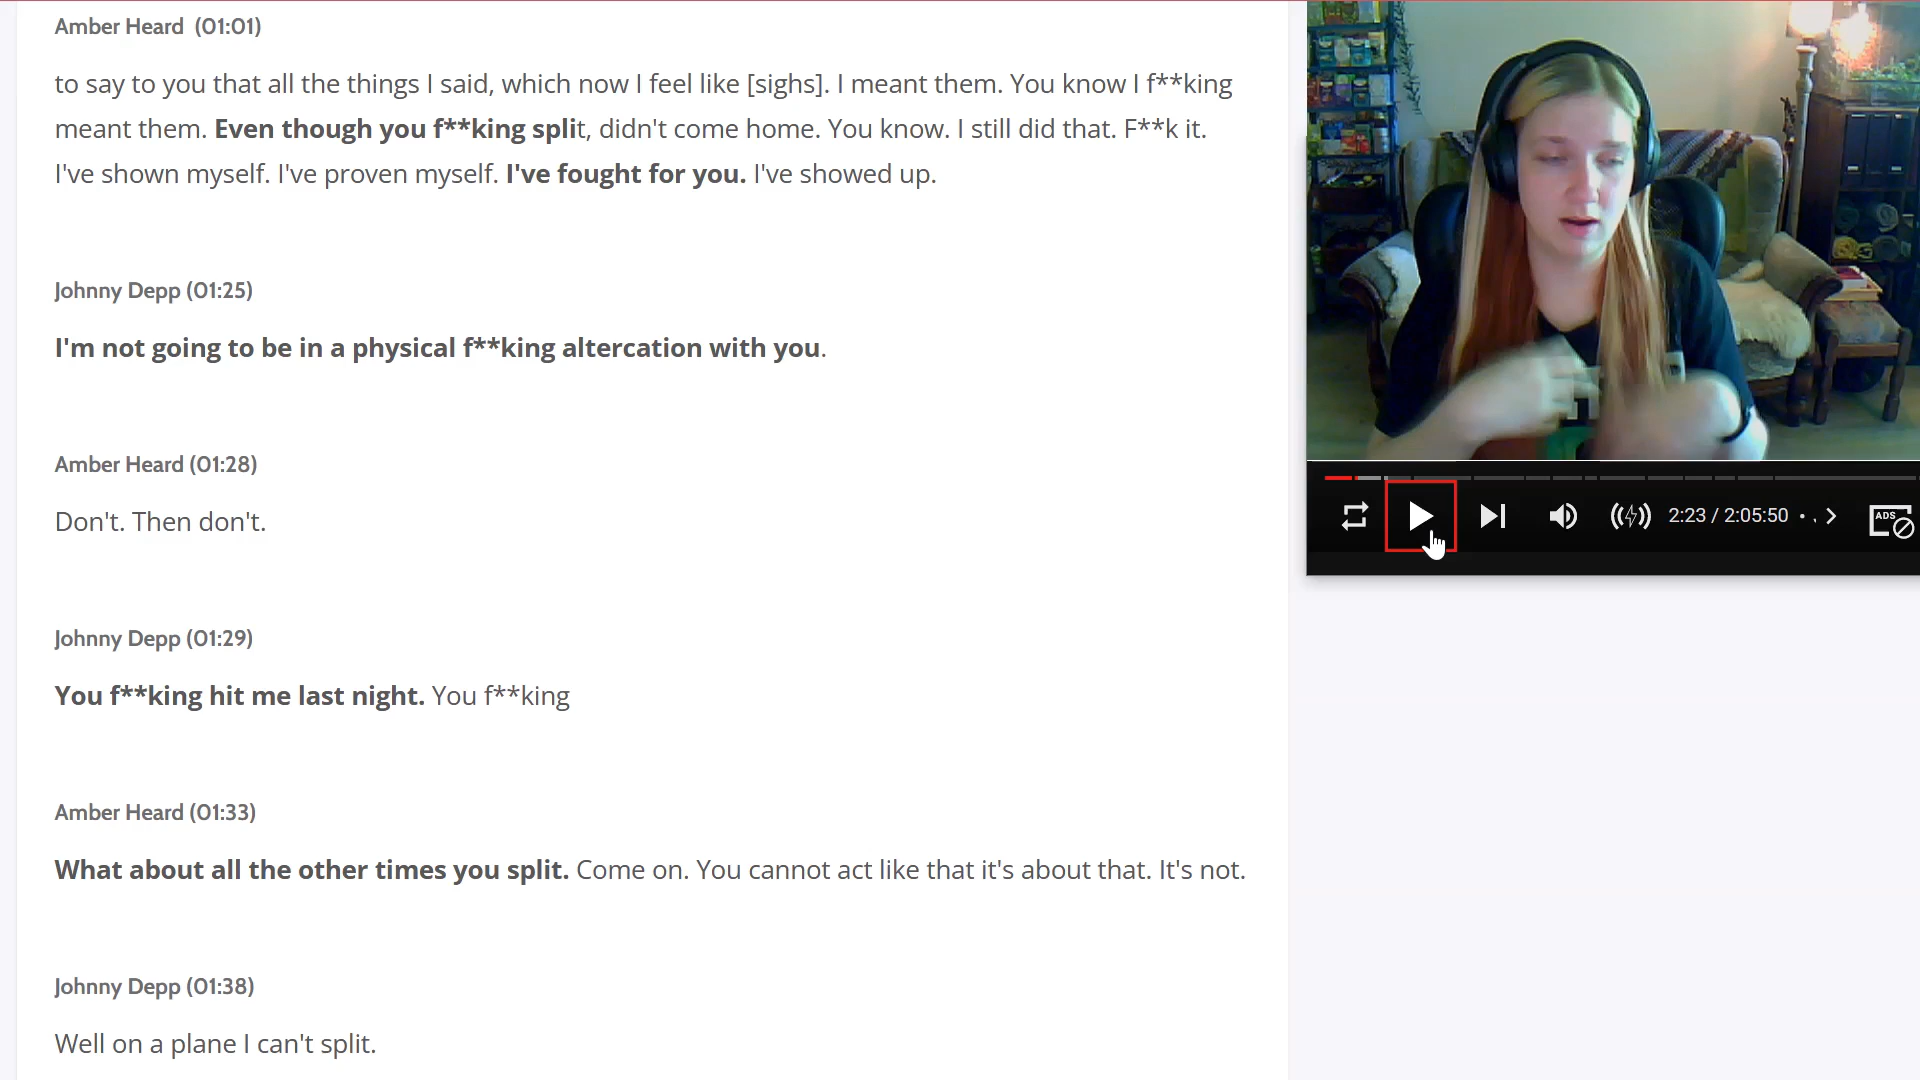 Amber Heard (01:01)
to say to you that all the things I said, which now I feel like [sighs]. I meant them. You know I f**king
meant them. Even though you f**king split, didn't come home. You know. I still did that. F**k it.
I've shown myself. I've proven myself. I've fought for you. I've showed up.
Johnny Depp (01:25)
I'm not going to be in a physical f**king altercation with you.
Amber Heard (01:28)
Don't. Then don't.
Johnny Depp (01:29)
You f**king hit me last night. You f**king
Amber Heard (01:33)
What about all the other times you split. Come on. You cannot act like that it's about that. It's not.
Johnny Depp (01:38)
Well on a plane I can't split.
2:23 / 2:05:50
ADS